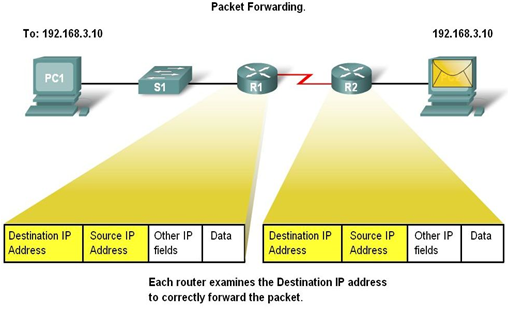 Packet Forwarding.
To: 192.168.3.10
192.168.3.10
PC1
S1
R1
R2
Destination IP
Address
Source IP
Address
Other IP
fields
Data
Destination IP
Address
Source IP
Address
Other IP
fields
Data
Each router examines the Destination IP address
to correctly forward the packet.